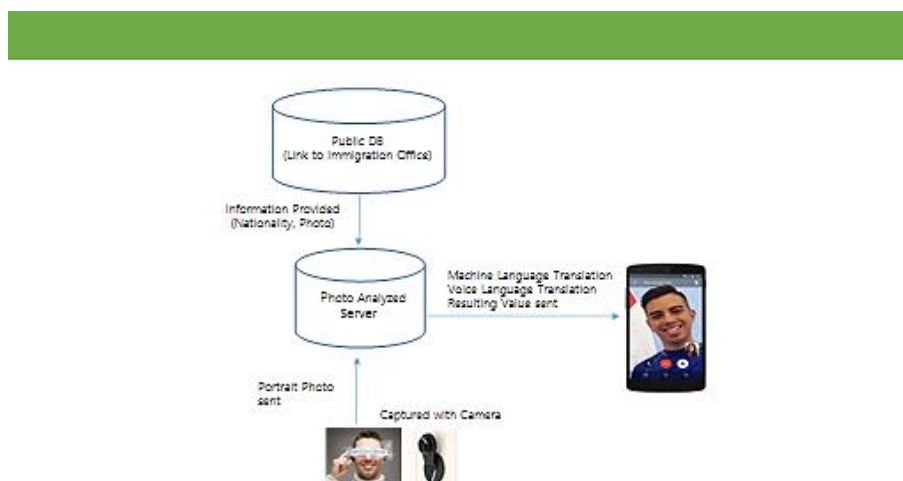 Public DB
(Link to Immigration Office)
Information Provided
(Nationality, Photo)
Photo Analyzed
Server
Machine Language Translation
Voice Language Translation
Resulting Value sent
Portrait Photo
sent
Captured with Camera